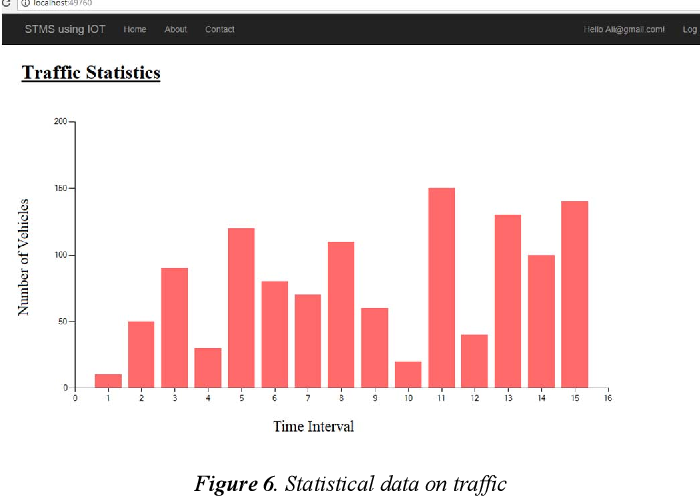 localhost:49760
STMS using IOT Home About Contact Hello Ali@gmail.com! Log
Traffic Statistics
200
150
100
50
0
Number of Vehicles
0 1 2 3 4 5 6 7 8 9 10 11 12 13 14 15 16
Time Interval
Figure 6. Statistical data on traffic